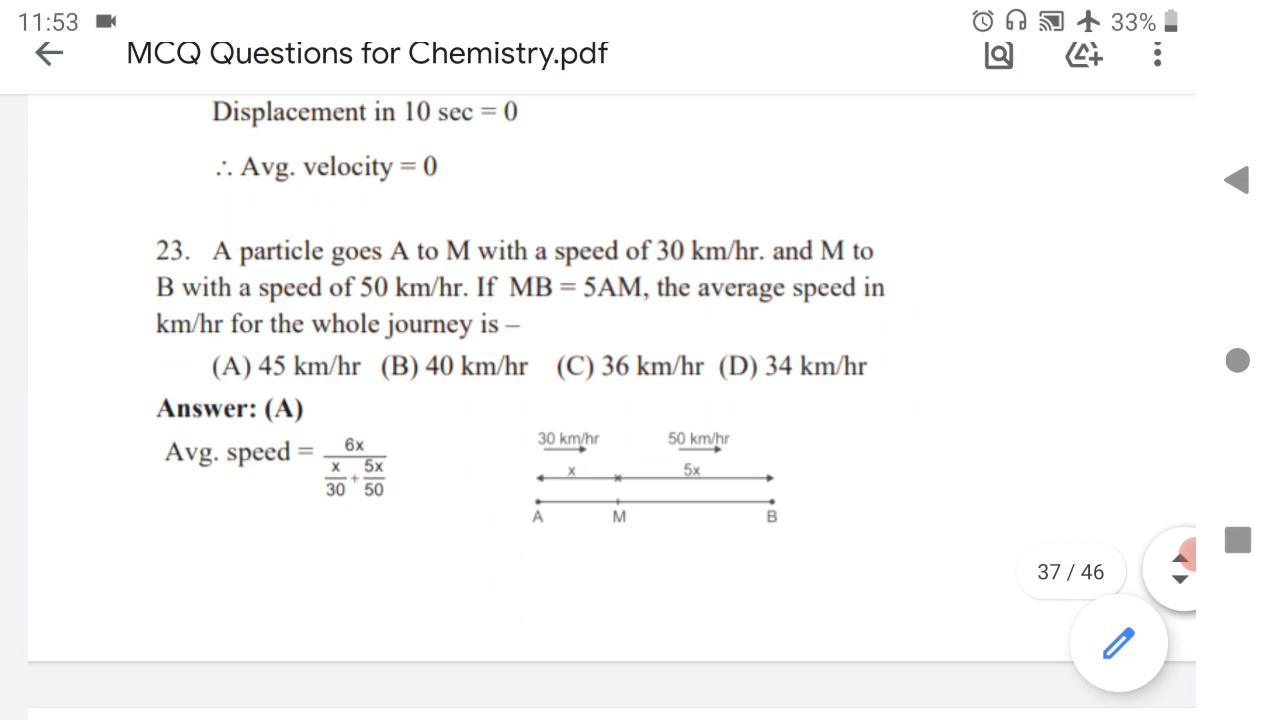 11:53
33%
MCQ Questions for Chemistry.pdf
Displacement in 10 sec = 0
∴ Avg. velocity = 0
23. A particle goes A to M with a speed of 30 km/hr. and M to
B with a speed of 50 km/hr. If MB = 5AM, the average speed in
km/hr for the whole journey is –
(A) 45 km/hr (B) 40 km/hr (C) 36 km/hr (D) 34 km/hr
Answer: (A)
Avg. speed = 6x / (x/30 + 5x/50)
30 km/hr 50 km/hr
x 5x
A M B
37 / 46